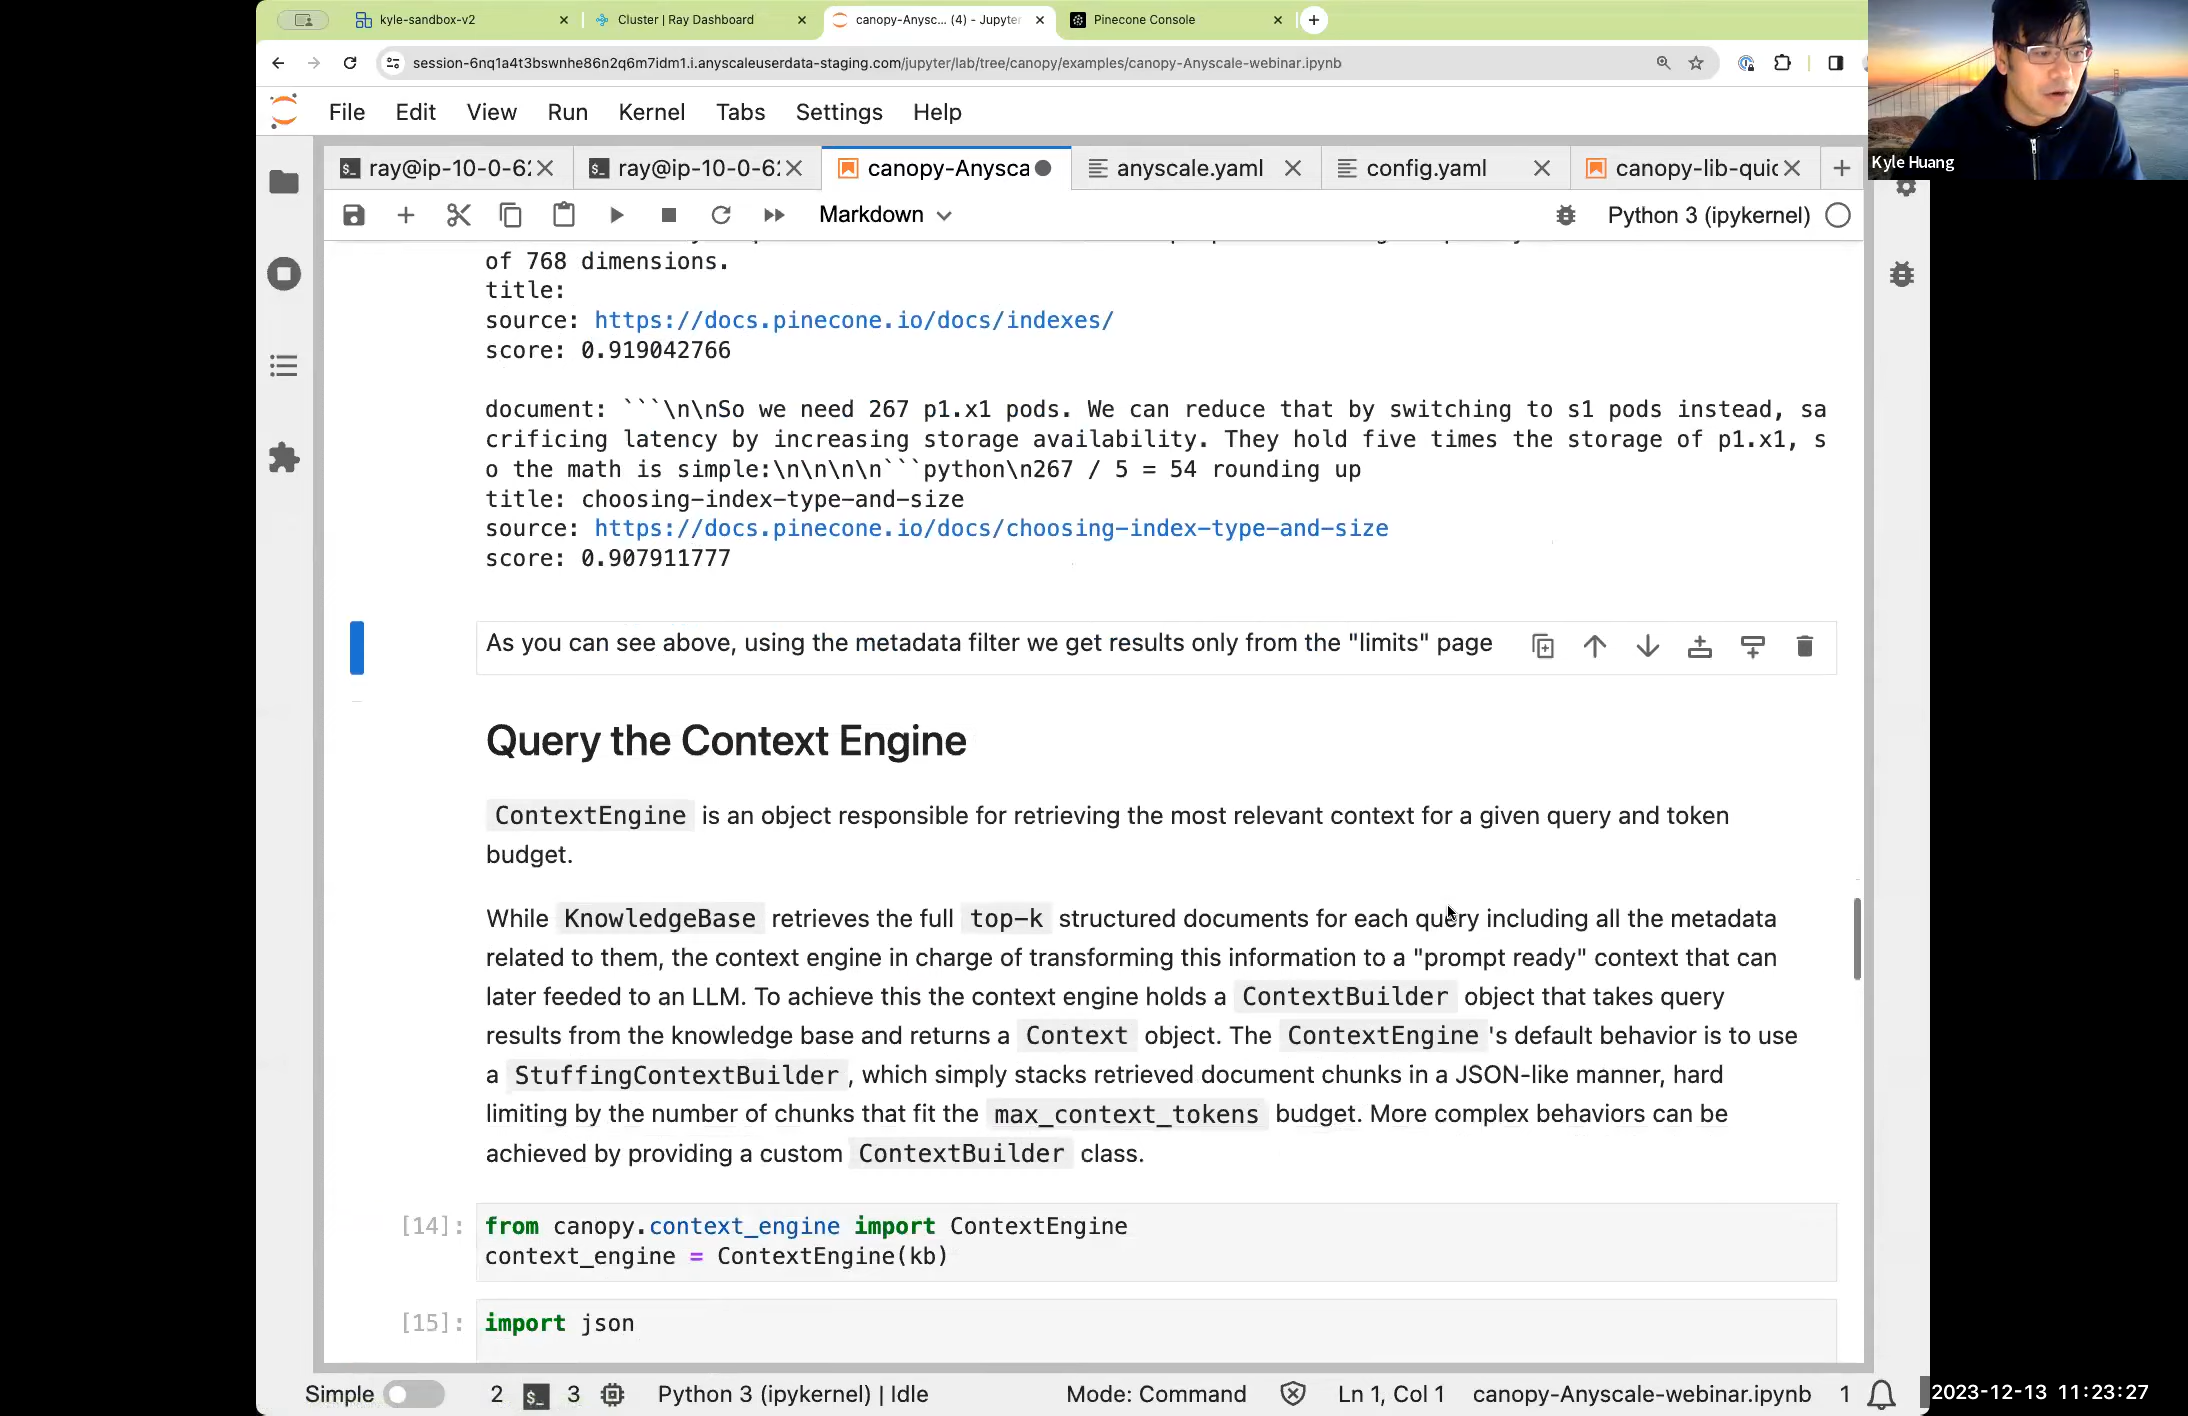 kyle-sandbox-v2
Cluster | Ray Dashboard
canopy-Anysc... (4) - Jupyter
Pinecone Console
session-6nq1a4t3bswnhe86n2q6m7idm1.i.anyscaleuserdata-staging.com/jupyter/lab/tree/canopy/examples/canopy-Anyscale-webinar.ipynb
Kyle Huang
File Edit View Run Kernel Tabs Settings Help
ray@ip-10-0-6
ray@ip-10-0-6
canopy-Anysca
anyscale.yaml
config.yaml
canopy-lib-quic
Markdown
Python 3 (ipykernel)
of 768 dimensions.
title:
source: https://docs.pinecone.io/docs/indexes/
score: 0.919042766
document: ```\n\nSo we need 267 p1.x1 pods. We can reduce that by switching to s1 pods instead, sa
crificing latency by increasing storage availability. They hold five times the storage of p1.x1, s
o the math is simple:\n\n\n\n```python\n267 / 5 = 54 rounding up
title: choosing-index-type-and-size
source: https://docs.pinecone.io/docs/choosing-index-type-and-size
score: 0.907911777
As you can see above, using the metadata filter we get results only from the "limits" page
Query the Context Engine
ContextEngine is an object responsible for retrieving the most relevant context for a given query and token
budget.
While KnowledgeBase retrieves the full top-k structured documents for each query including all the metadata
related to them, the context engine in charge of transforming this information to a "prompt ready" context that can
later feeded to an LLM. To achieve this the context engine holds a ContextBuilder object that takes query
results from the knowledge base and returns a Context object. The ContextEngine 's default behavior is to use
a StuffingContextBuilder , which simply stacks retrieved document chunks in a JSON-like manner, hard
limiting by the number of chunks that fit the max_context_tokens budget. More complex behaviors can be
achieved by providing a custom ContextBuilder class.
[14]: from canopy.context_engine import ContextEngine
context_engine = ContextEngine(kb)
[15]: import json
Simple 2 $_ 3 Python 3 (ipykernel) | Idle Mode: Command Ln 1, Col 1 canopy-Anyscale-webinar.ipynb 1
2023-12-13 11:23:27